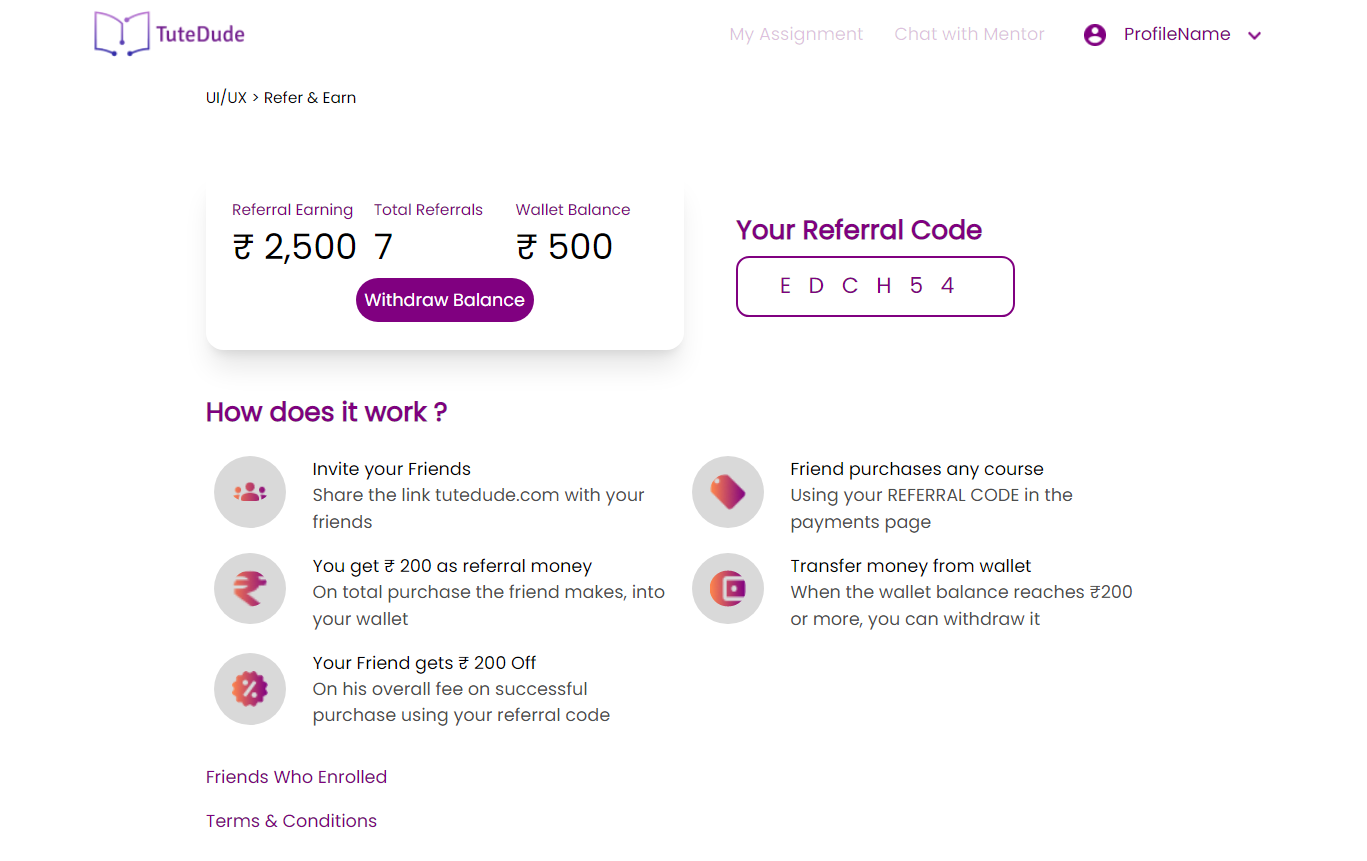 TuteDude
My Assignment Chat with Mentor ProfileName
UI/UX > Refer & Earn
Referral Earning Total Referrals Wallet Balance
₹ 2,500 7 ₹ 500
Withdraw Balance
Your Referral Code
E D C H 5 4
How does it work ?
Invite your Friends
Share the link tutedude.com with your
friends
Friend purchases any course
Using your REFERRAL CODE in the
payments page
You get ₹ 200 as referral money
On total purchase the friend makes, into
your wallet
Transfer money from wallet
When the wallet balance reaches ₹200
or more, you can withdraw it
Your Friend gets ₹ 200 Off
On his overall fee on successful
purchase using your referral code
Friends Who Enrolled
Terms & Conditions